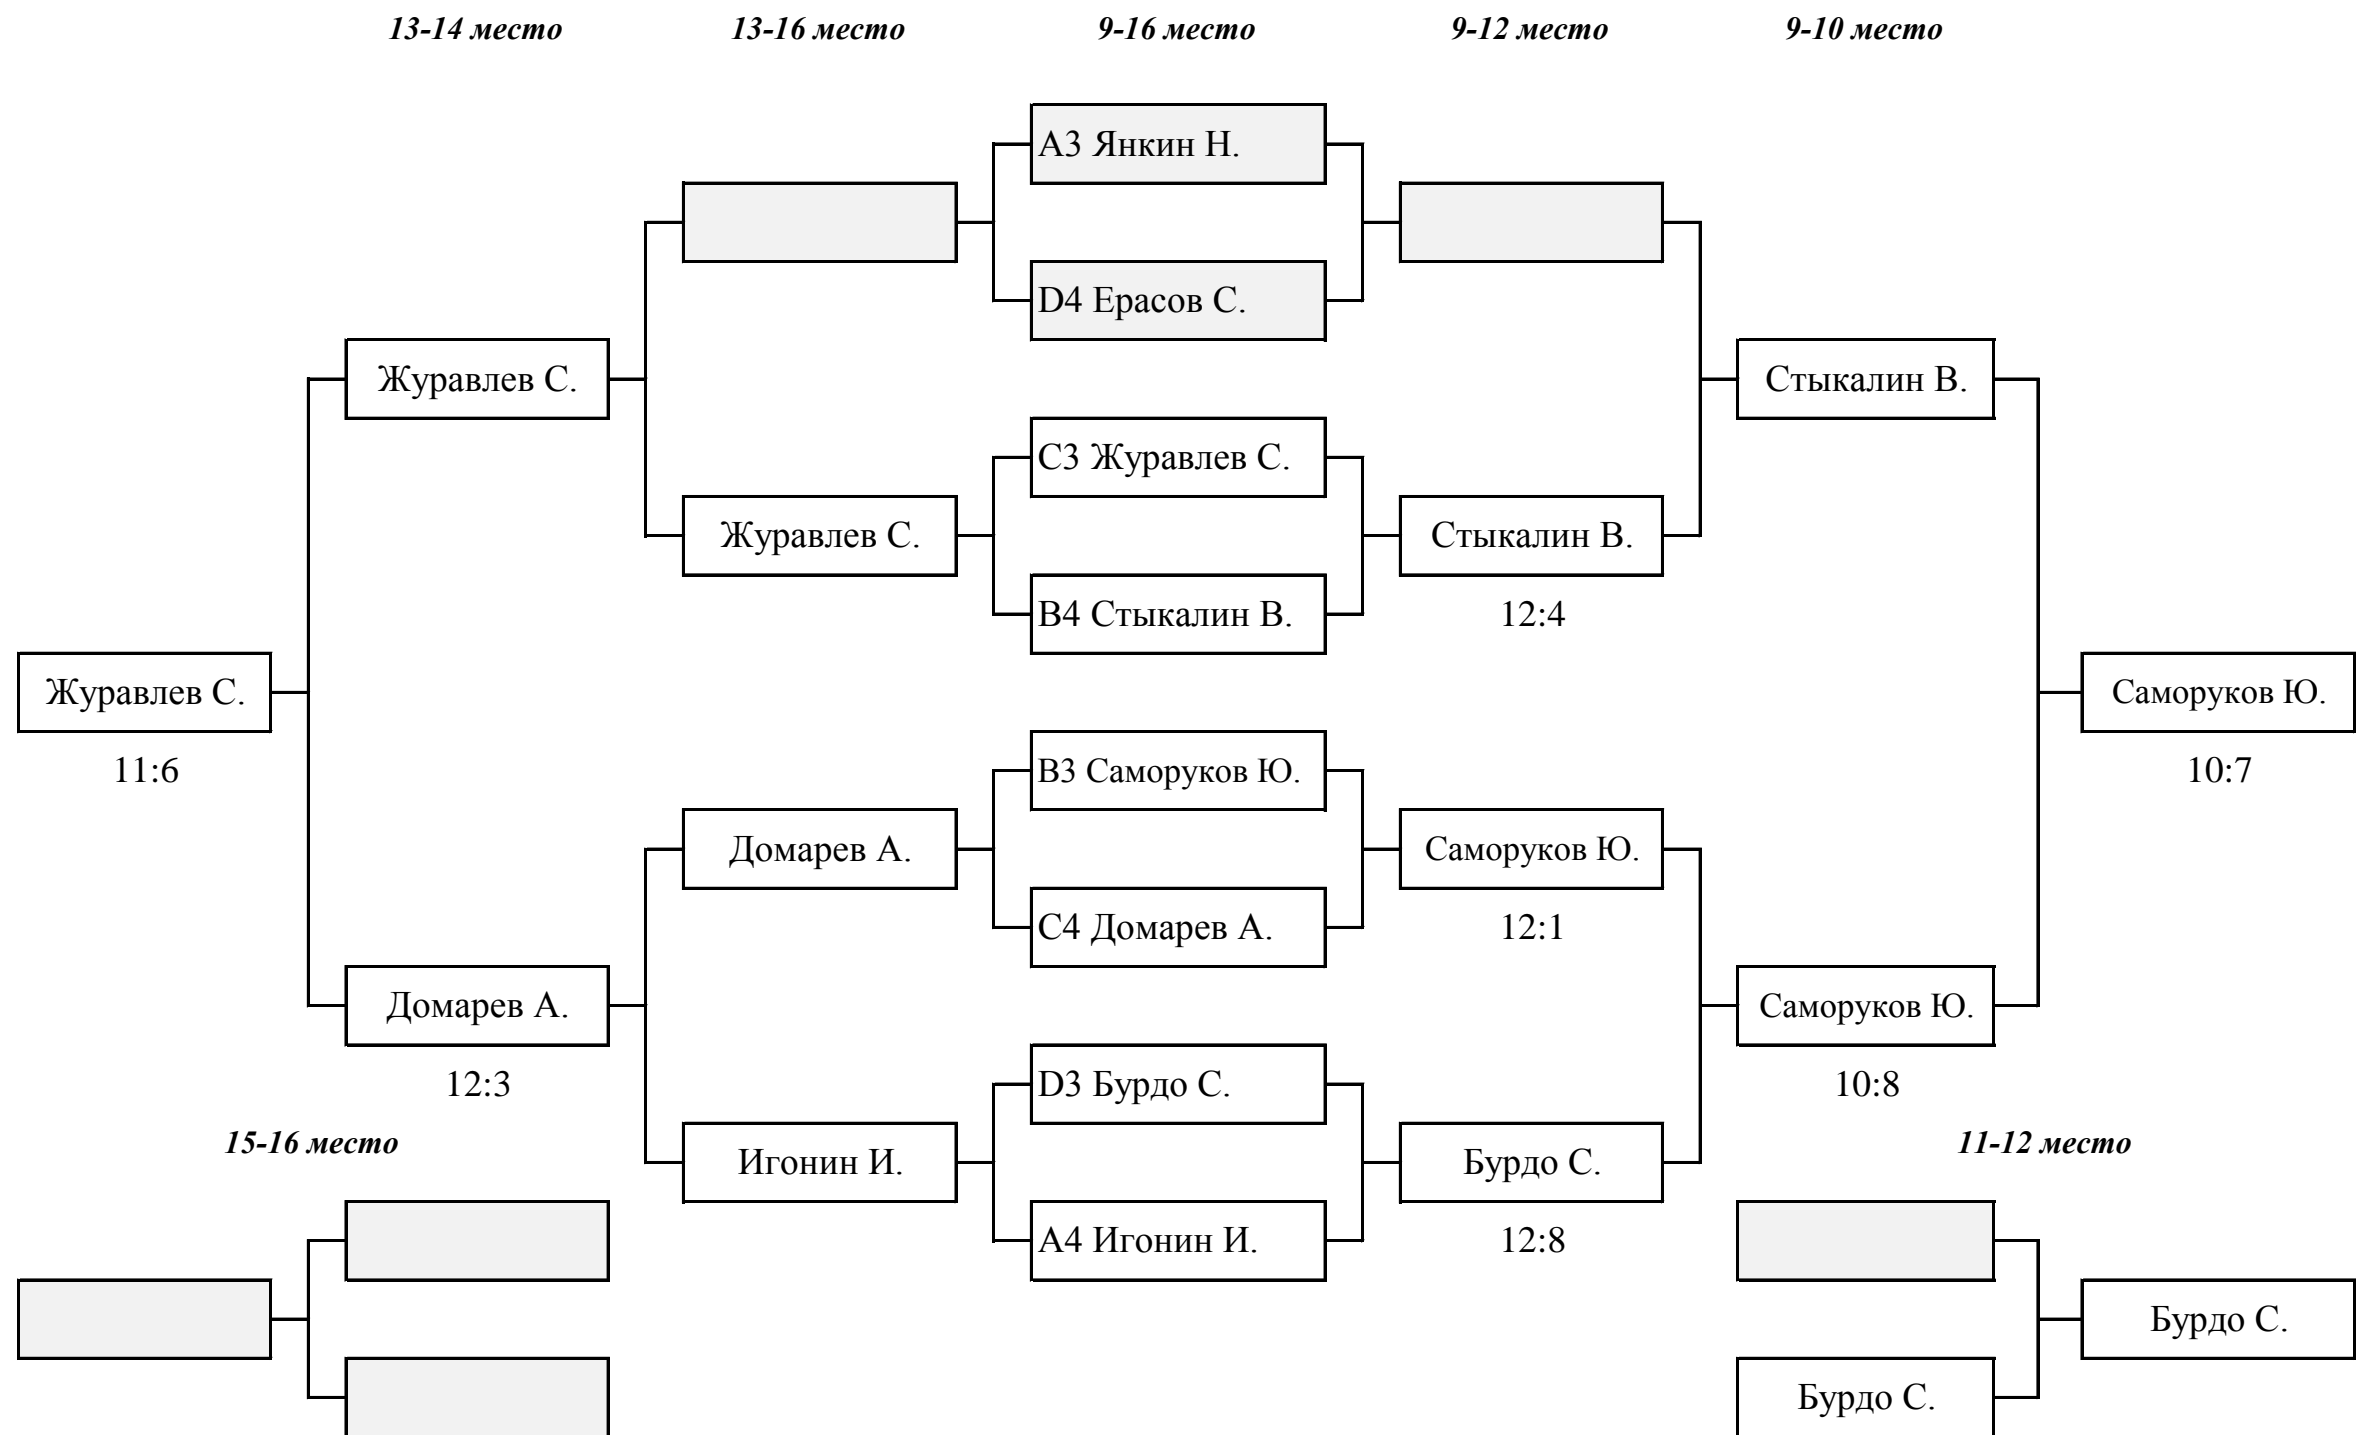 13-14 место 13-16 место 9-16 место 9-12 место 9-10 место
A3 Янкин Н.
D4 Ерасов С.
Журавлев С. Стыкалин В.
C3 Журавлев С.
Журавлев С. Стыкалин В.
B4 Стыкалин В. 12:4
Журавлев С. Саморуков Ю.
11:6 B3 Саморуков Ю. 10:7
Домарев А. Саморуков Ю.
C4 Домарев А. 12:1
Домарев А. Саморуков Ю.
12:3 D3 Бурдо С. 10:8
15-16 место 11-12 место
Игонин И. Бурдо С.
A4 Игонин И. 12:8
Бурдо С.
Бурдо С.